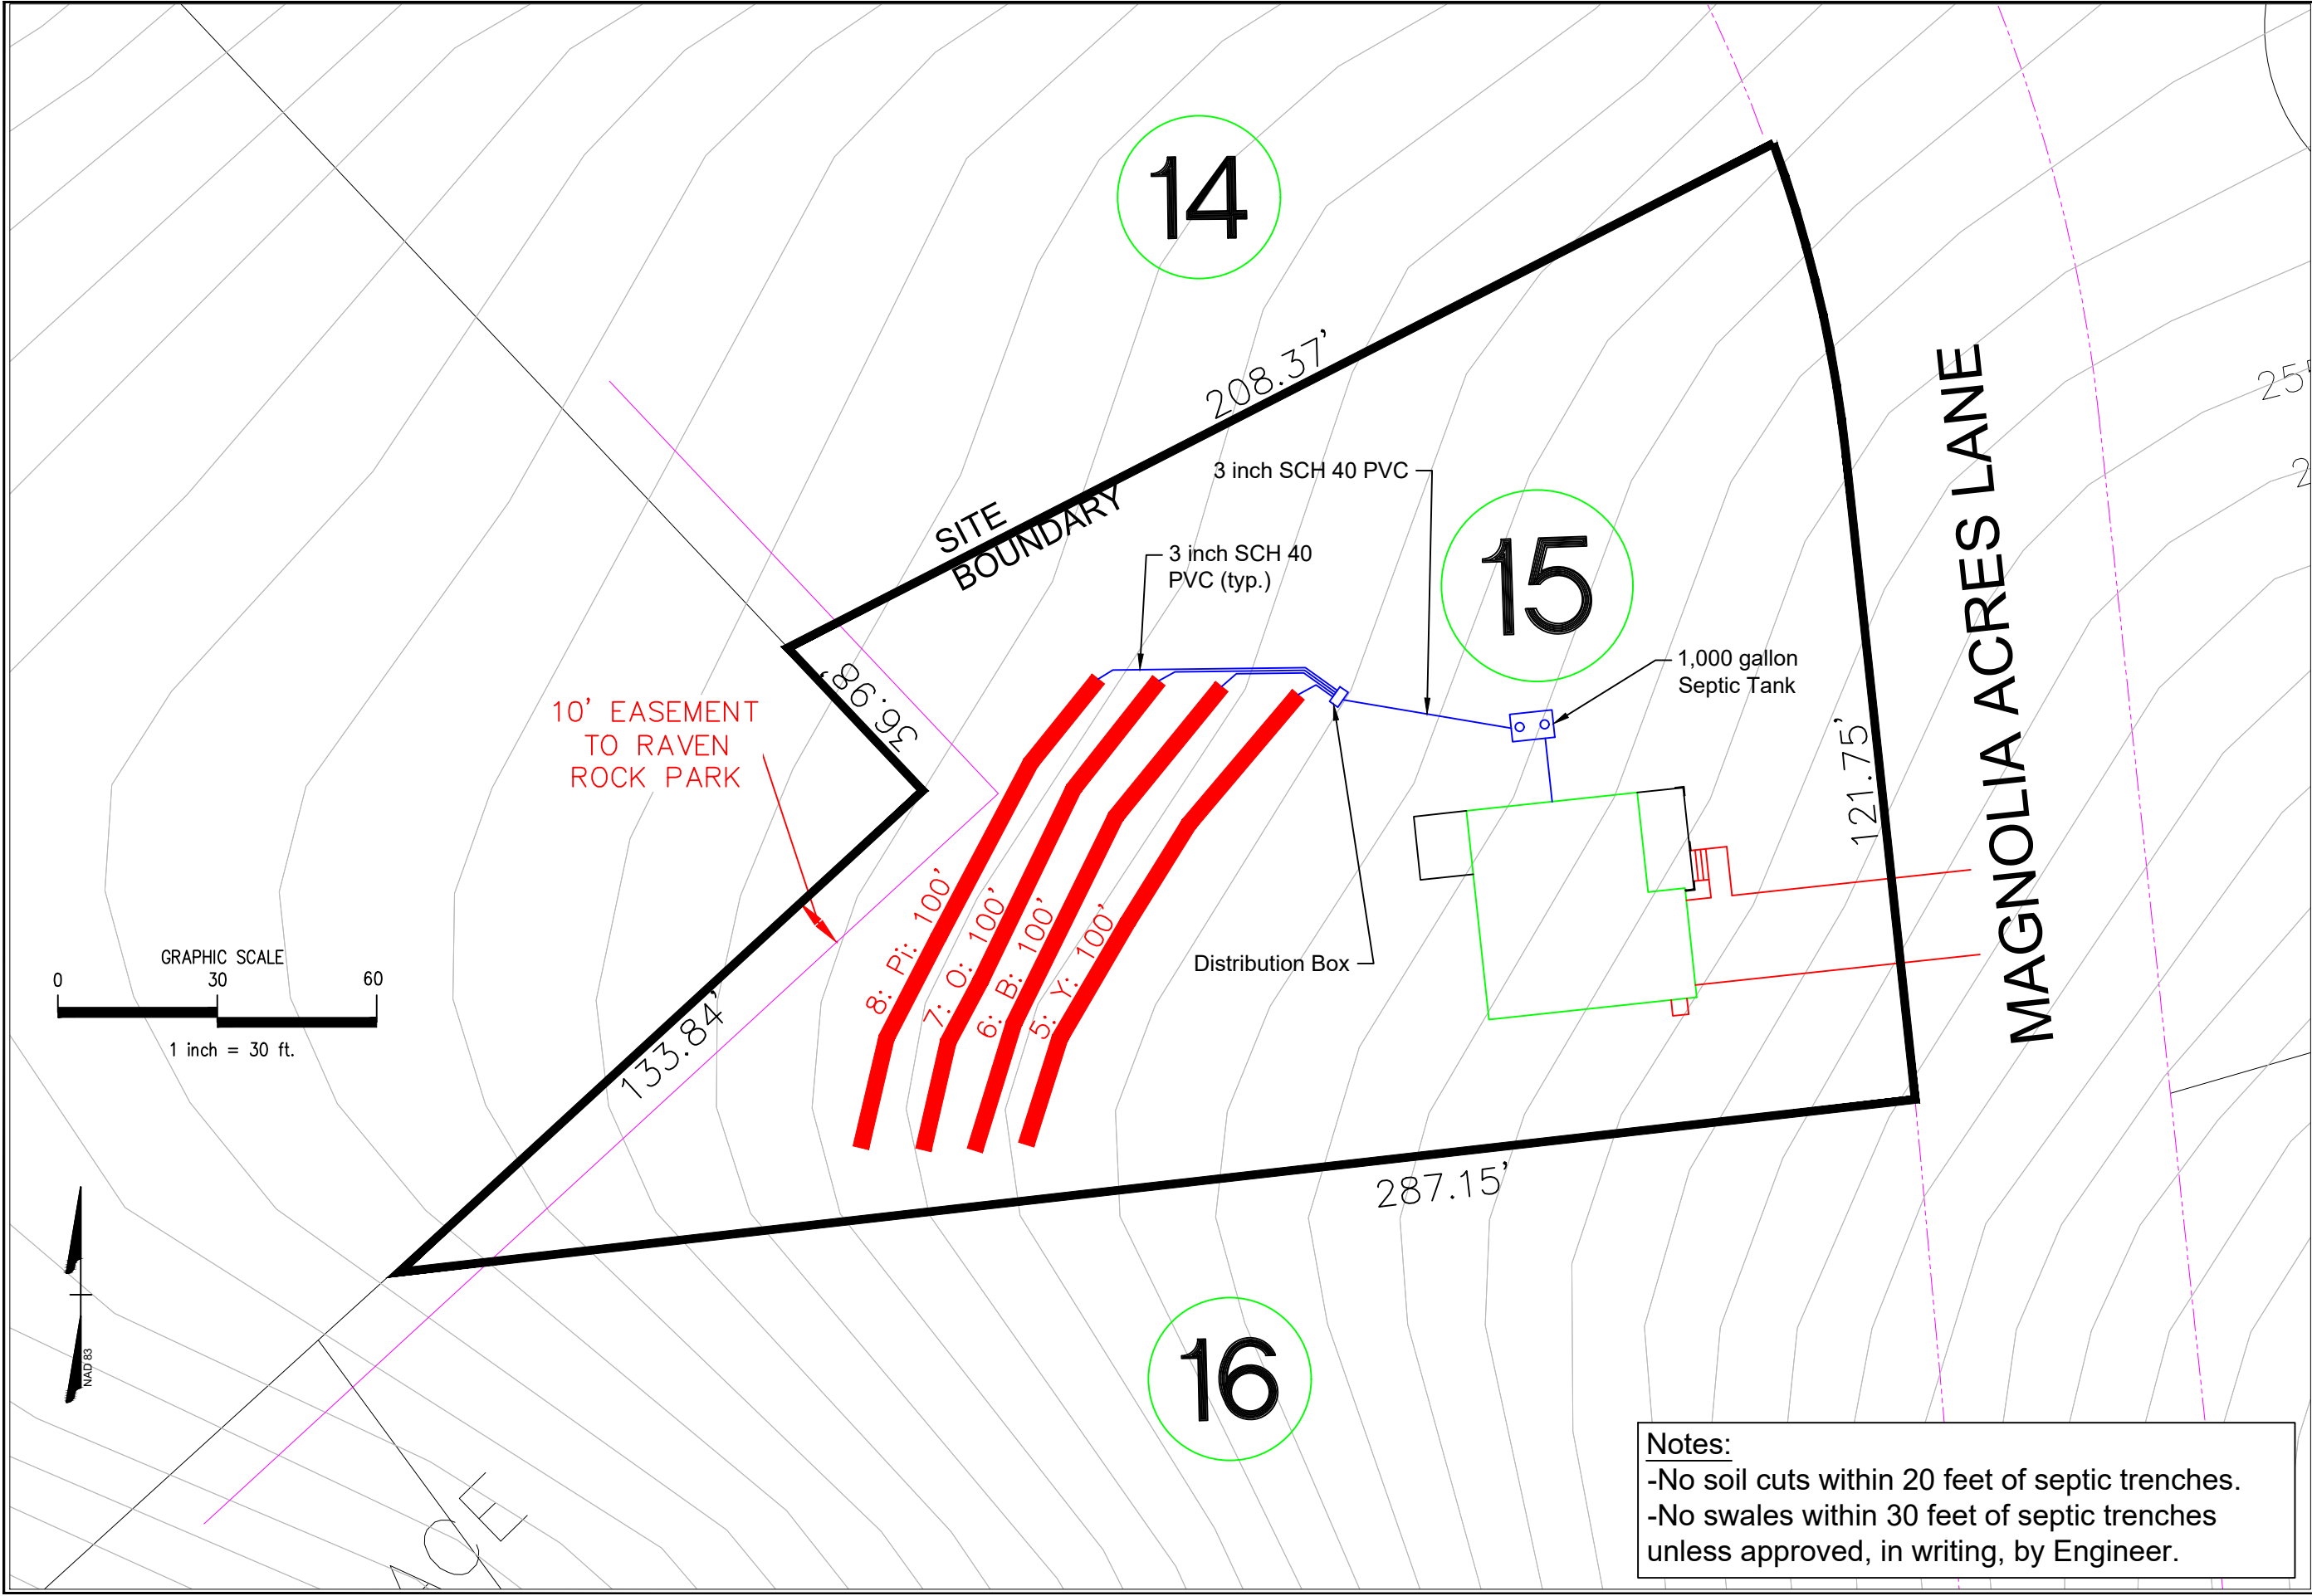 14
208.37'
MAGNOLIA ACRES LANE
SITE
BOUNDARY
3 inch SCH 40 PVC
3 inch SCH 40
PVC (typ.)
15
1,000 gallon
Septic Tank
36.98'
10' EASEMENT
TO RAVEN
ROCK PARK
121.75'
8: Pi: 100'
7: O: 100'
6: B: 100'
5: Y: 100'
Distribution Box
GRAPHIC SCALE
0 30 60
1 inch = 30 ft.
133.84'
287.15'
NAD 83
16
Notes:
-No soil cuts within 20 feet of septic trenches.
-No swales within 30 feet of septic trenches
unless approved, in writing, by Engineer.